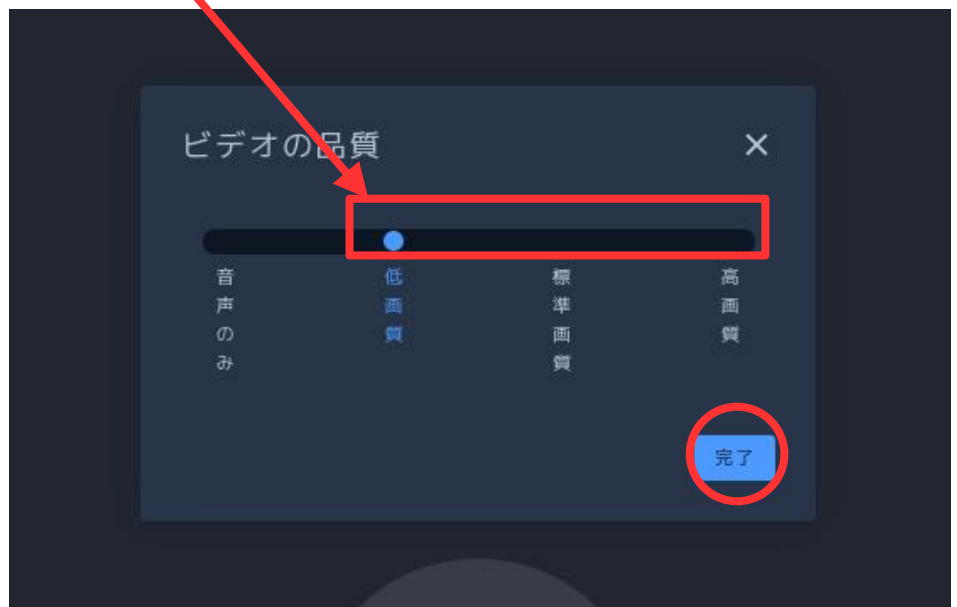 ビデオの品質
音声のみ
低画質
標準画質
高画質
完了